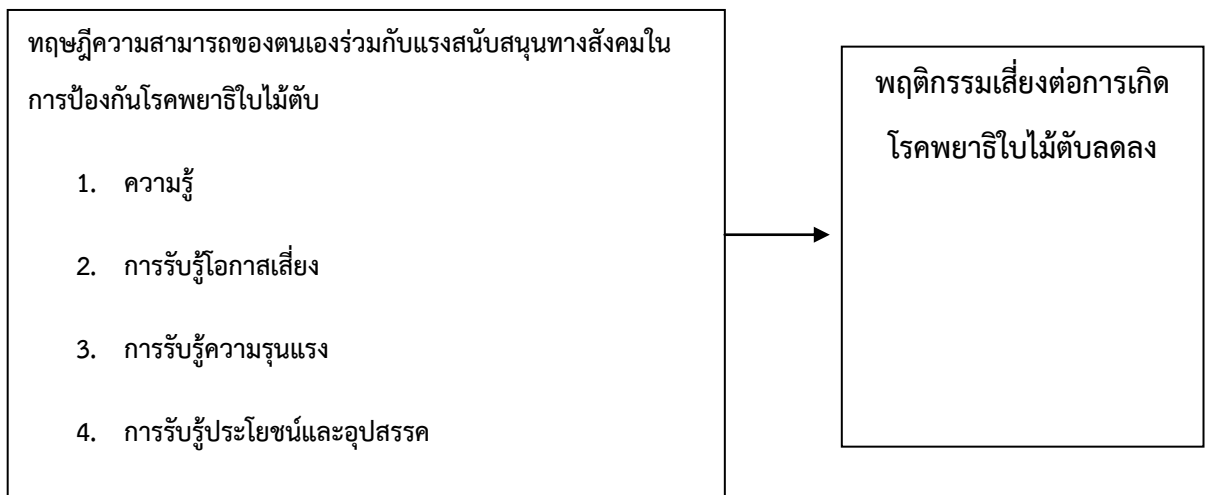 ทฤษฎีความสามารถของตนเองร่วมกับแรงสนับสนุนทางสังคมใน
การป้องกันโรคพยาธิใบไม้ตับ
1. ความรู้
2. การรับรู้โอกาสเสี่ยง
3. การรับรู้ความรุนแรง
4. การรับรู้ประโยชน์และอุปสรรค
พฤติกรรมเสี่ยงต่อการเกิด
โรคพยาธิใบไม้ตับลดลง